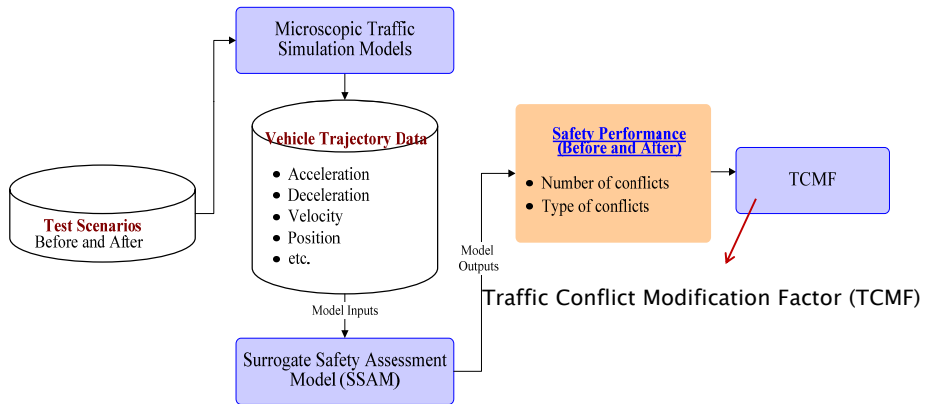 Microscopic Traffic
Simulation Models
Vehicle Trajectory Data
● Acceleration
● Deceleration
● Velocity
● Position
● etc.
Test Scenarios
Before and After
Model Inputs
Surrogate Safety Assessment
Model (SSAM)
Model
Outputs
Safety Performance
(Before and After)
● Number of conflicts
● Type of conflicts
TCMF
Traffic Conflict Modification Factor (TCMF)